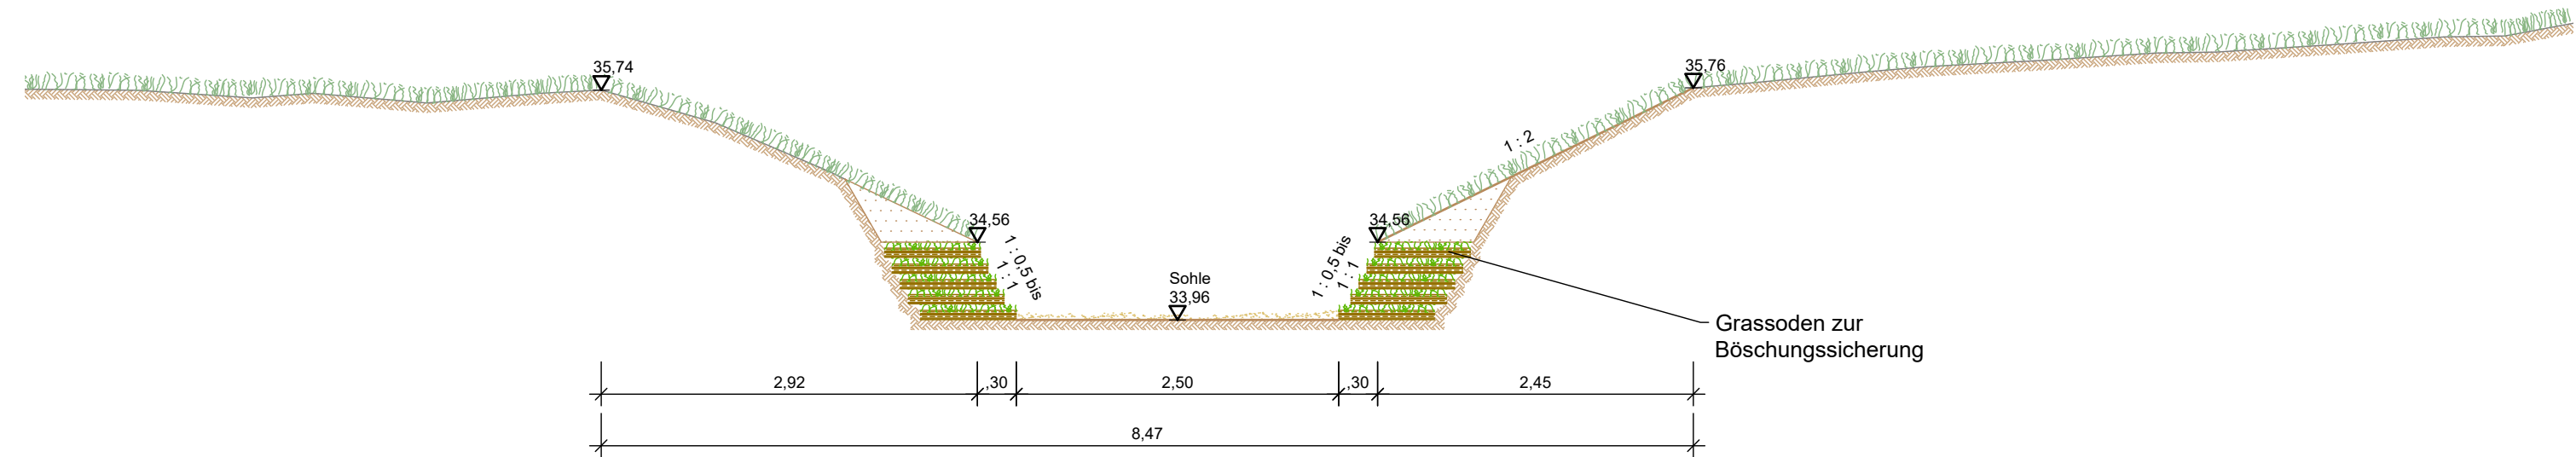 35,74
35,76
1 : 2
34,56
34,56
1 : 0,5 bis
1 : 1
1 : 0,5 bis
1 : 1
Sohle
33,96
Grassoden zur
Böschungssicherung
2,92
,30
2,50
,30
2,45
8,47